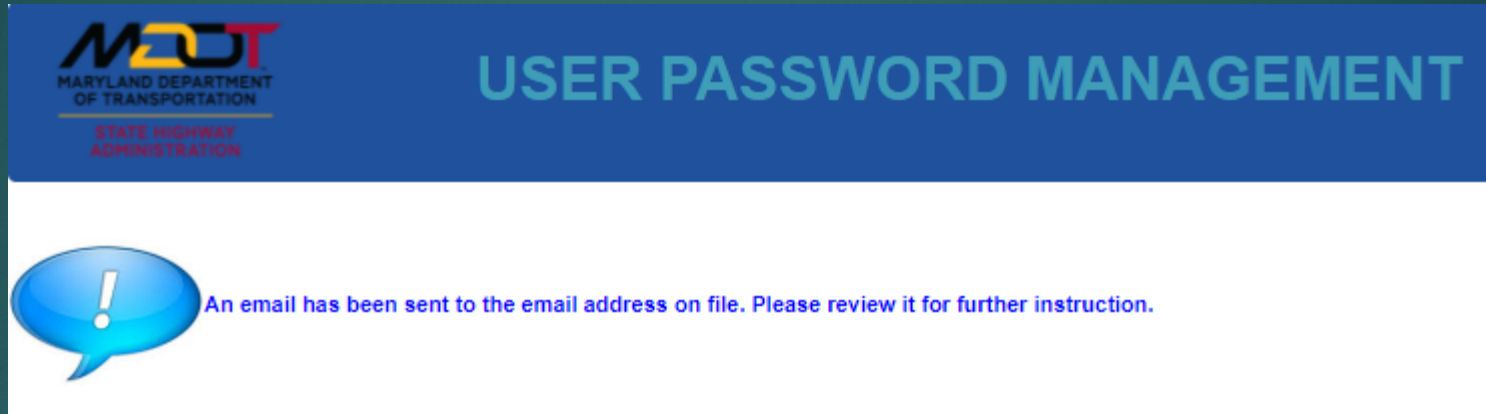 MDOT
MARYLAND DEPARTMENT
OF TRANSPORTATION
STATE HIGHWAY
ADMINISTRATION
USER PASSWORD MANAGEMENT
An email has been sent to the email address on file. Please review it for further instruction.